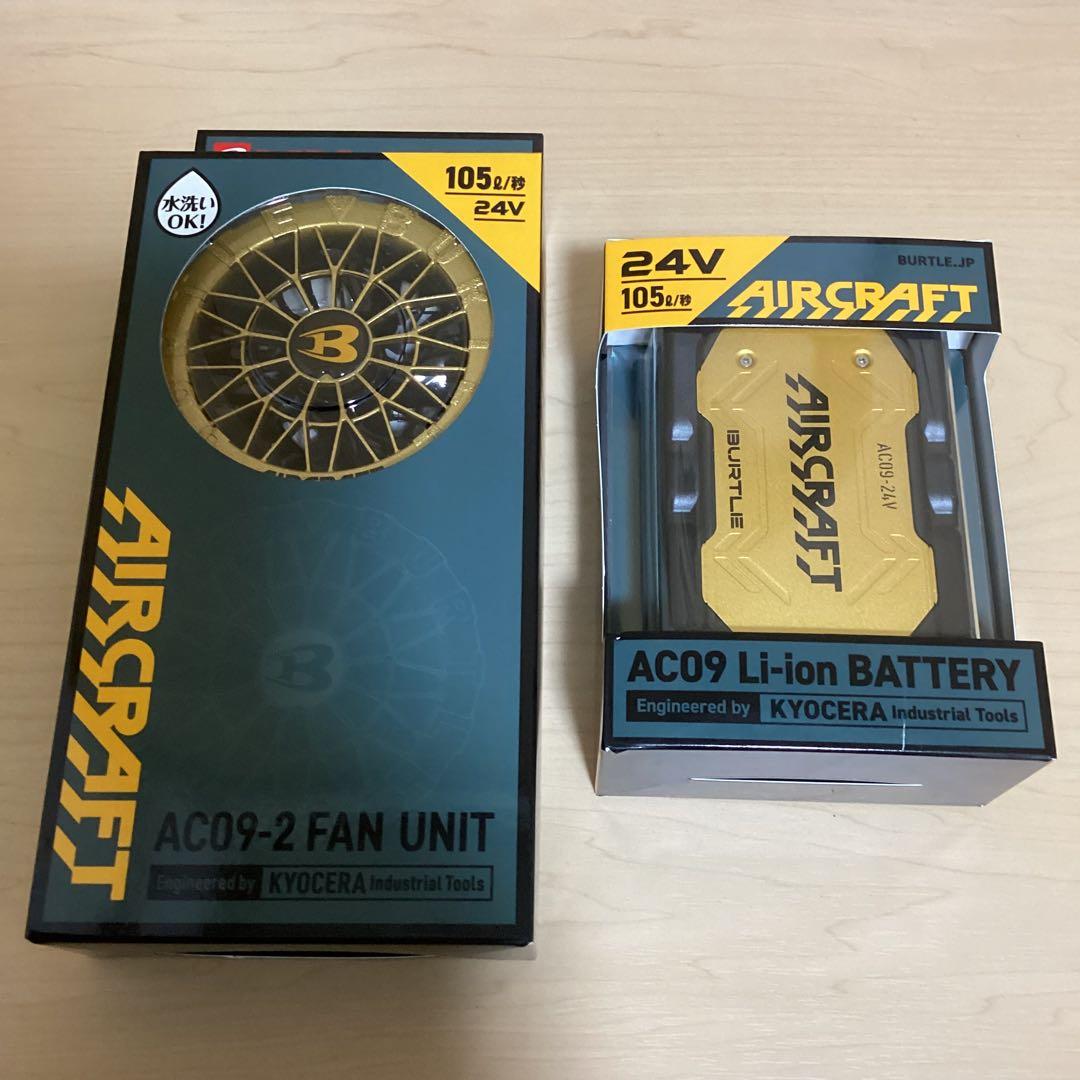 水洗い
OK!
105ℓ/秒
24V
B
AIRCRAFT
B
AC09-2 FAN UNIT
Engineered by KYOCERA Industrial Tools
24V
105ℓ/秒
BURTLE.JP
AIRCRAFT
AIRCRAFT
BURTLE
AC09-24V
AC09 Li-ion BATTERY
Engineered by KYOCERA Industrial Tools